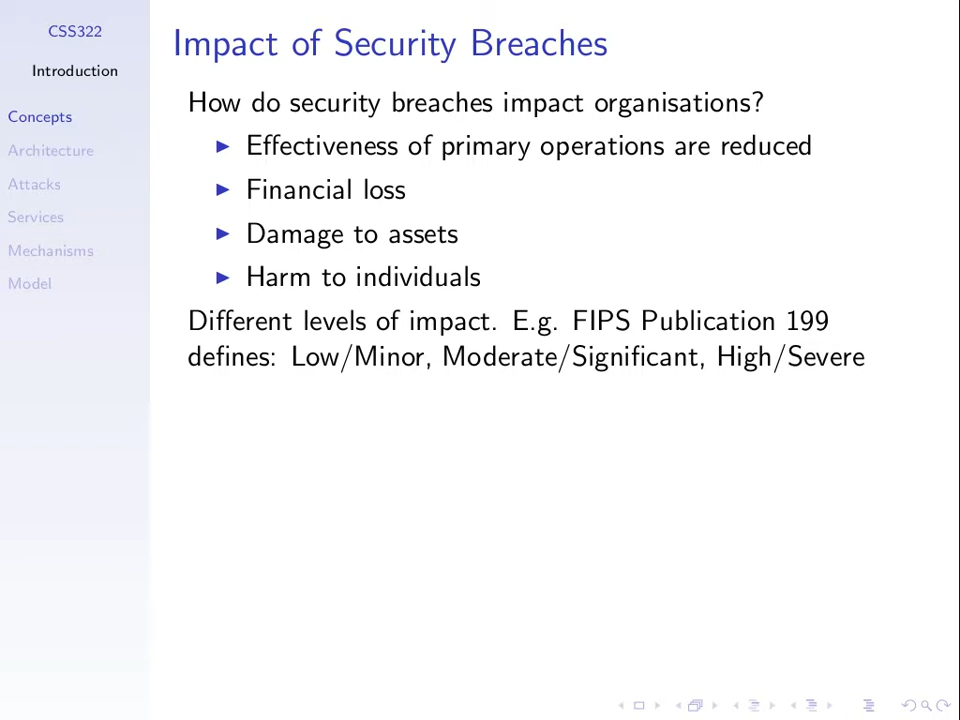 CSS322
Introduction
Concepts
Architecture
Attacks
Services
Mechanisms
Model
Impact of Security Breaches
How do security breaches impact organisations?
Effectiveness of primary operations are reduced
Financial loss
Damage to assets
Harm to individuals
Different levels of impact. E.g. FIPS Publication 199
defines: Low/Minor, Moderate/Significant, High/Severe